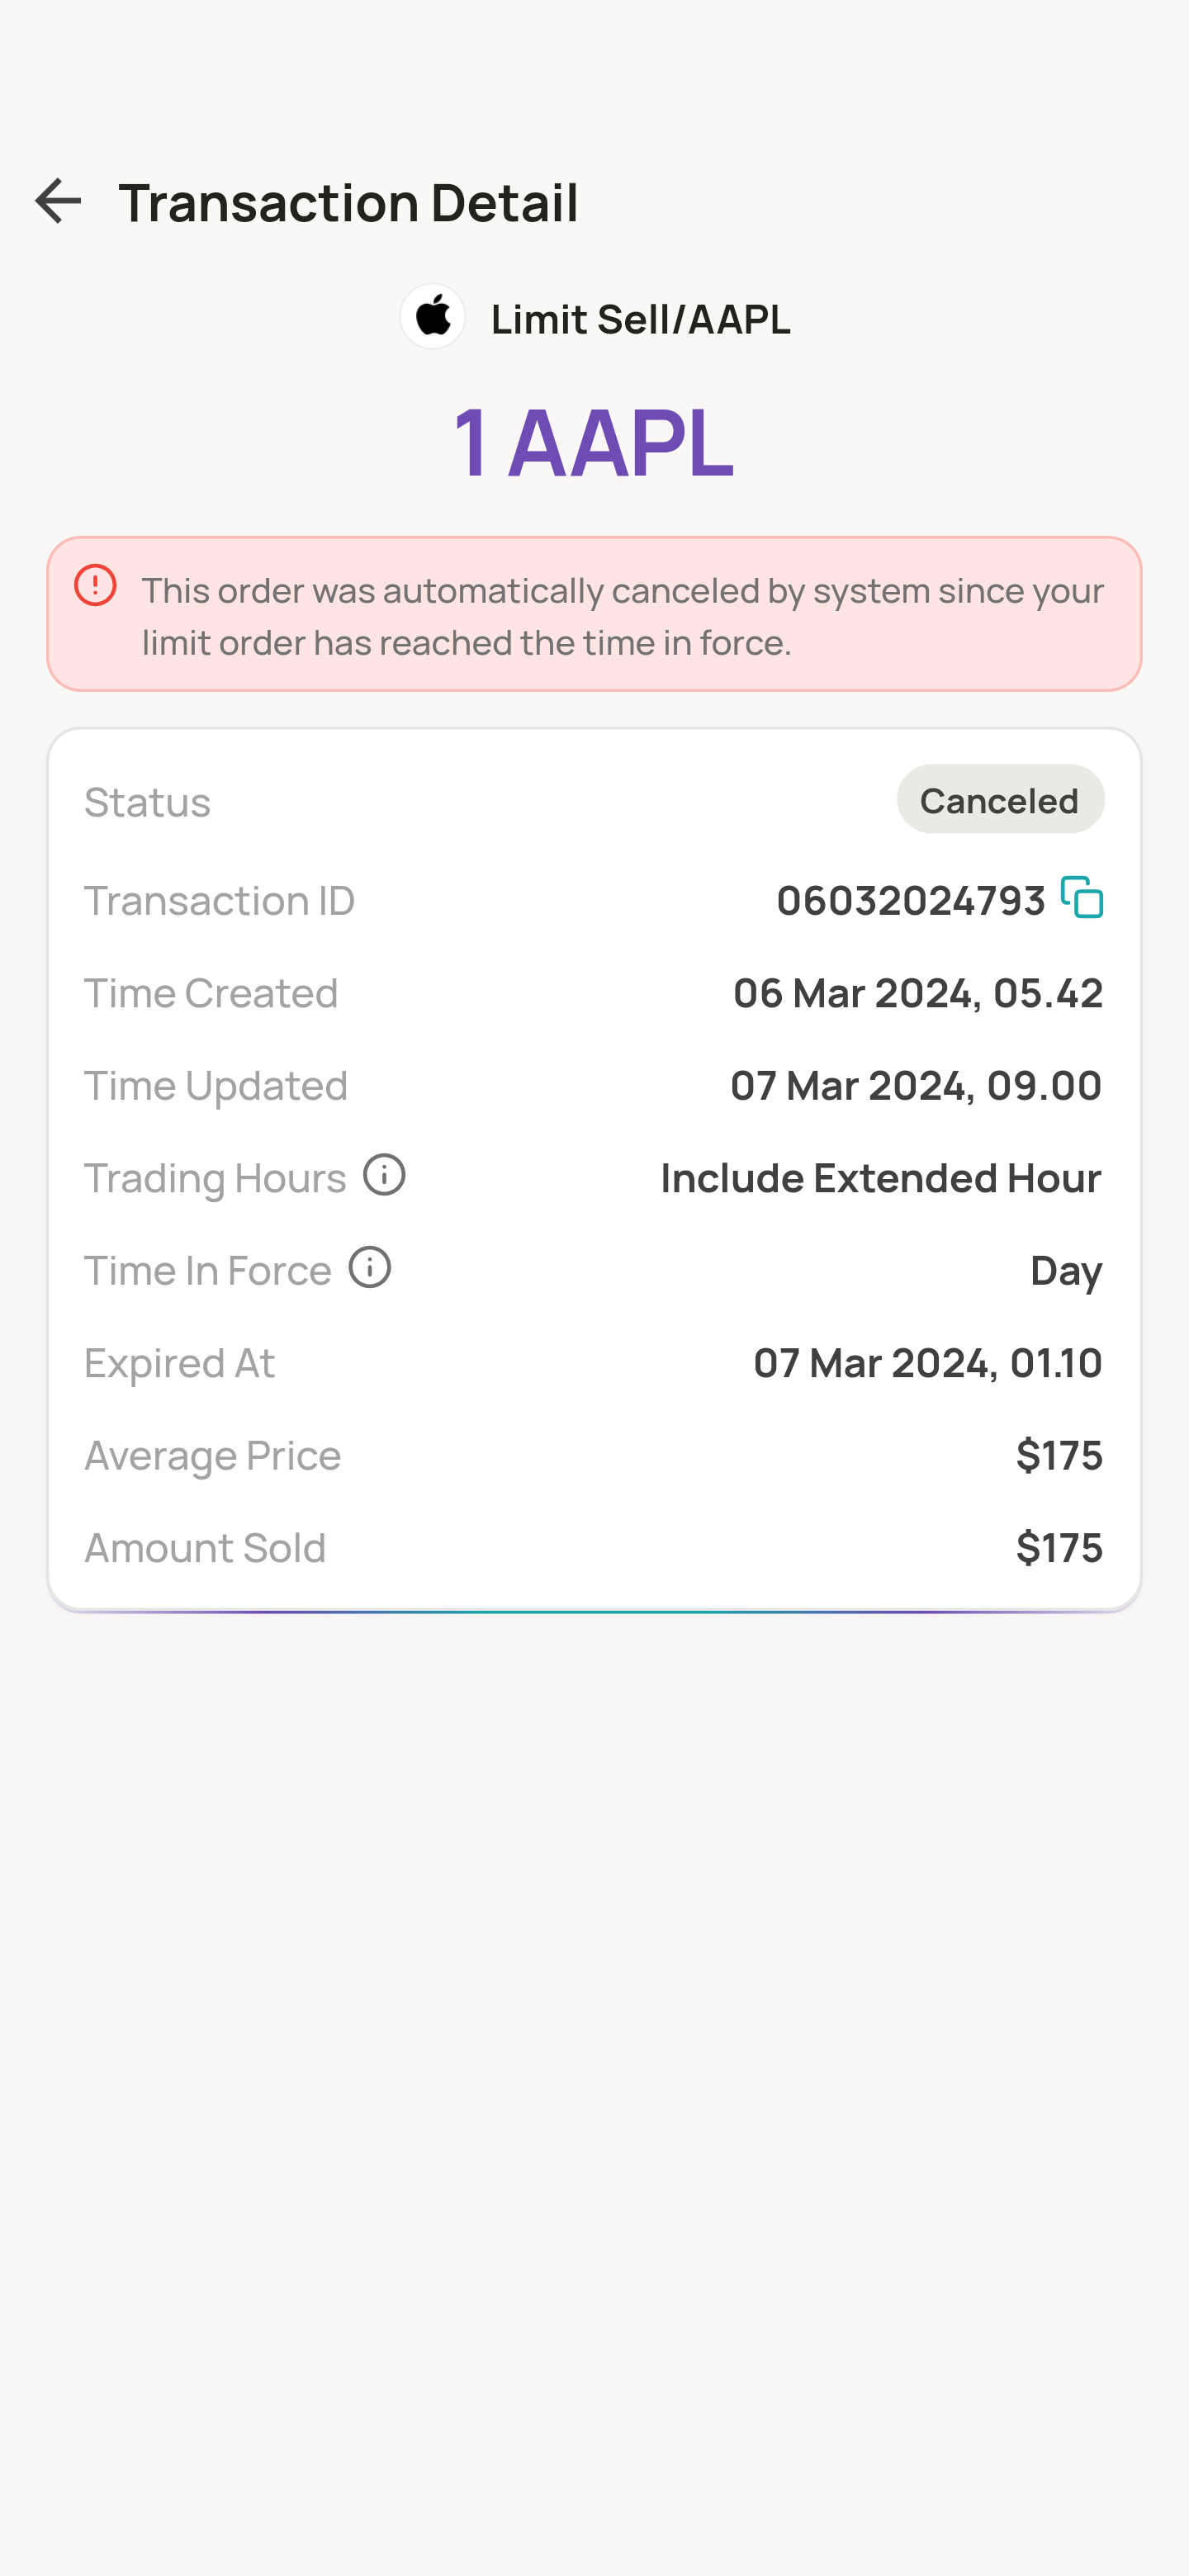 Transaction Detail
Limit Sell/AAPL
1 AAPL
This order was automatically canceled by system since your
limit order has reached the time in force.
Status Canceled
Transaction ID 06032024793
Time Created 06 Mar 2024, 05.42
Time Updated 07 Mar 2024, 09.00
Trading Hours Include Extended Hour
Time In Force Day
Expired At 07 Mar 2024, 01.10
Average Price $175
Amount Sold $175